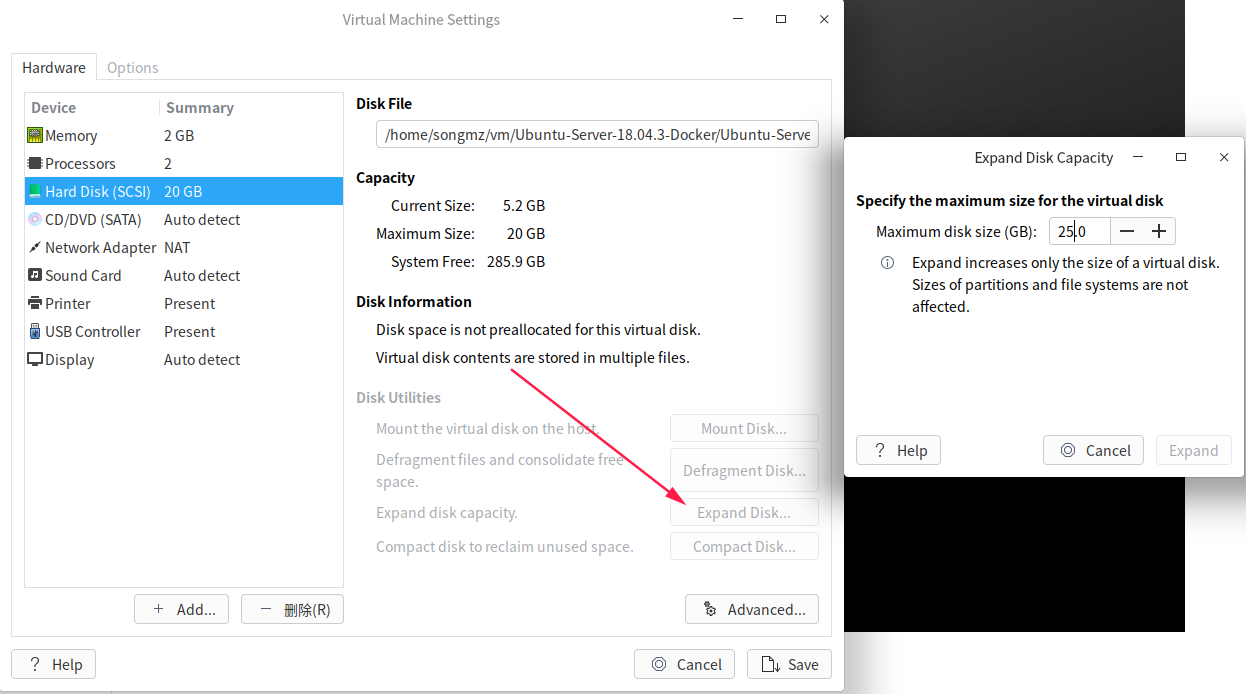 Virtual Machine Settings
Hardware
Options
Device Summary
Memory 2 GB
Processors 2
Hard Disk (SCSI) 20 GB
CD/DVD (SATA) Auto detect
Network Adapter NAT
Sound Card Auto detect
Printer Present
USB Controller Present
Display Auto detect
Add...
删除(R)
Disk File
/home/songmz/vm/Ubuntu-Server-18.04.3-Docker/Ubuntu-Serve
Capacity
Current Size: 5.2 GB
Maximum Size: 20 GB
System Free: 285.9 GB
Disk Information
Disk space is not preallocated for this virtual disk.
Virtual disk contents are stored in multiple files.
Disk Utilities
Mount the virtual disk on the host.
Mount Disk...
Defragment files and consolidate free
space.
Defragment Disk...
Expand disk capacity.
Expand Disk...
Compact disk to reclaim unused space.
Compact Disk...
Advanced...
Help
Cancel
Save
Expand Disk Capacity
Specify the maximum size for the virtual disk
Maximum disk size (GB): 25.0
Expand increases only the size of a virtual disk.
Sizes of partitions and file systems are not
affected.
Help
Cancel
Expand